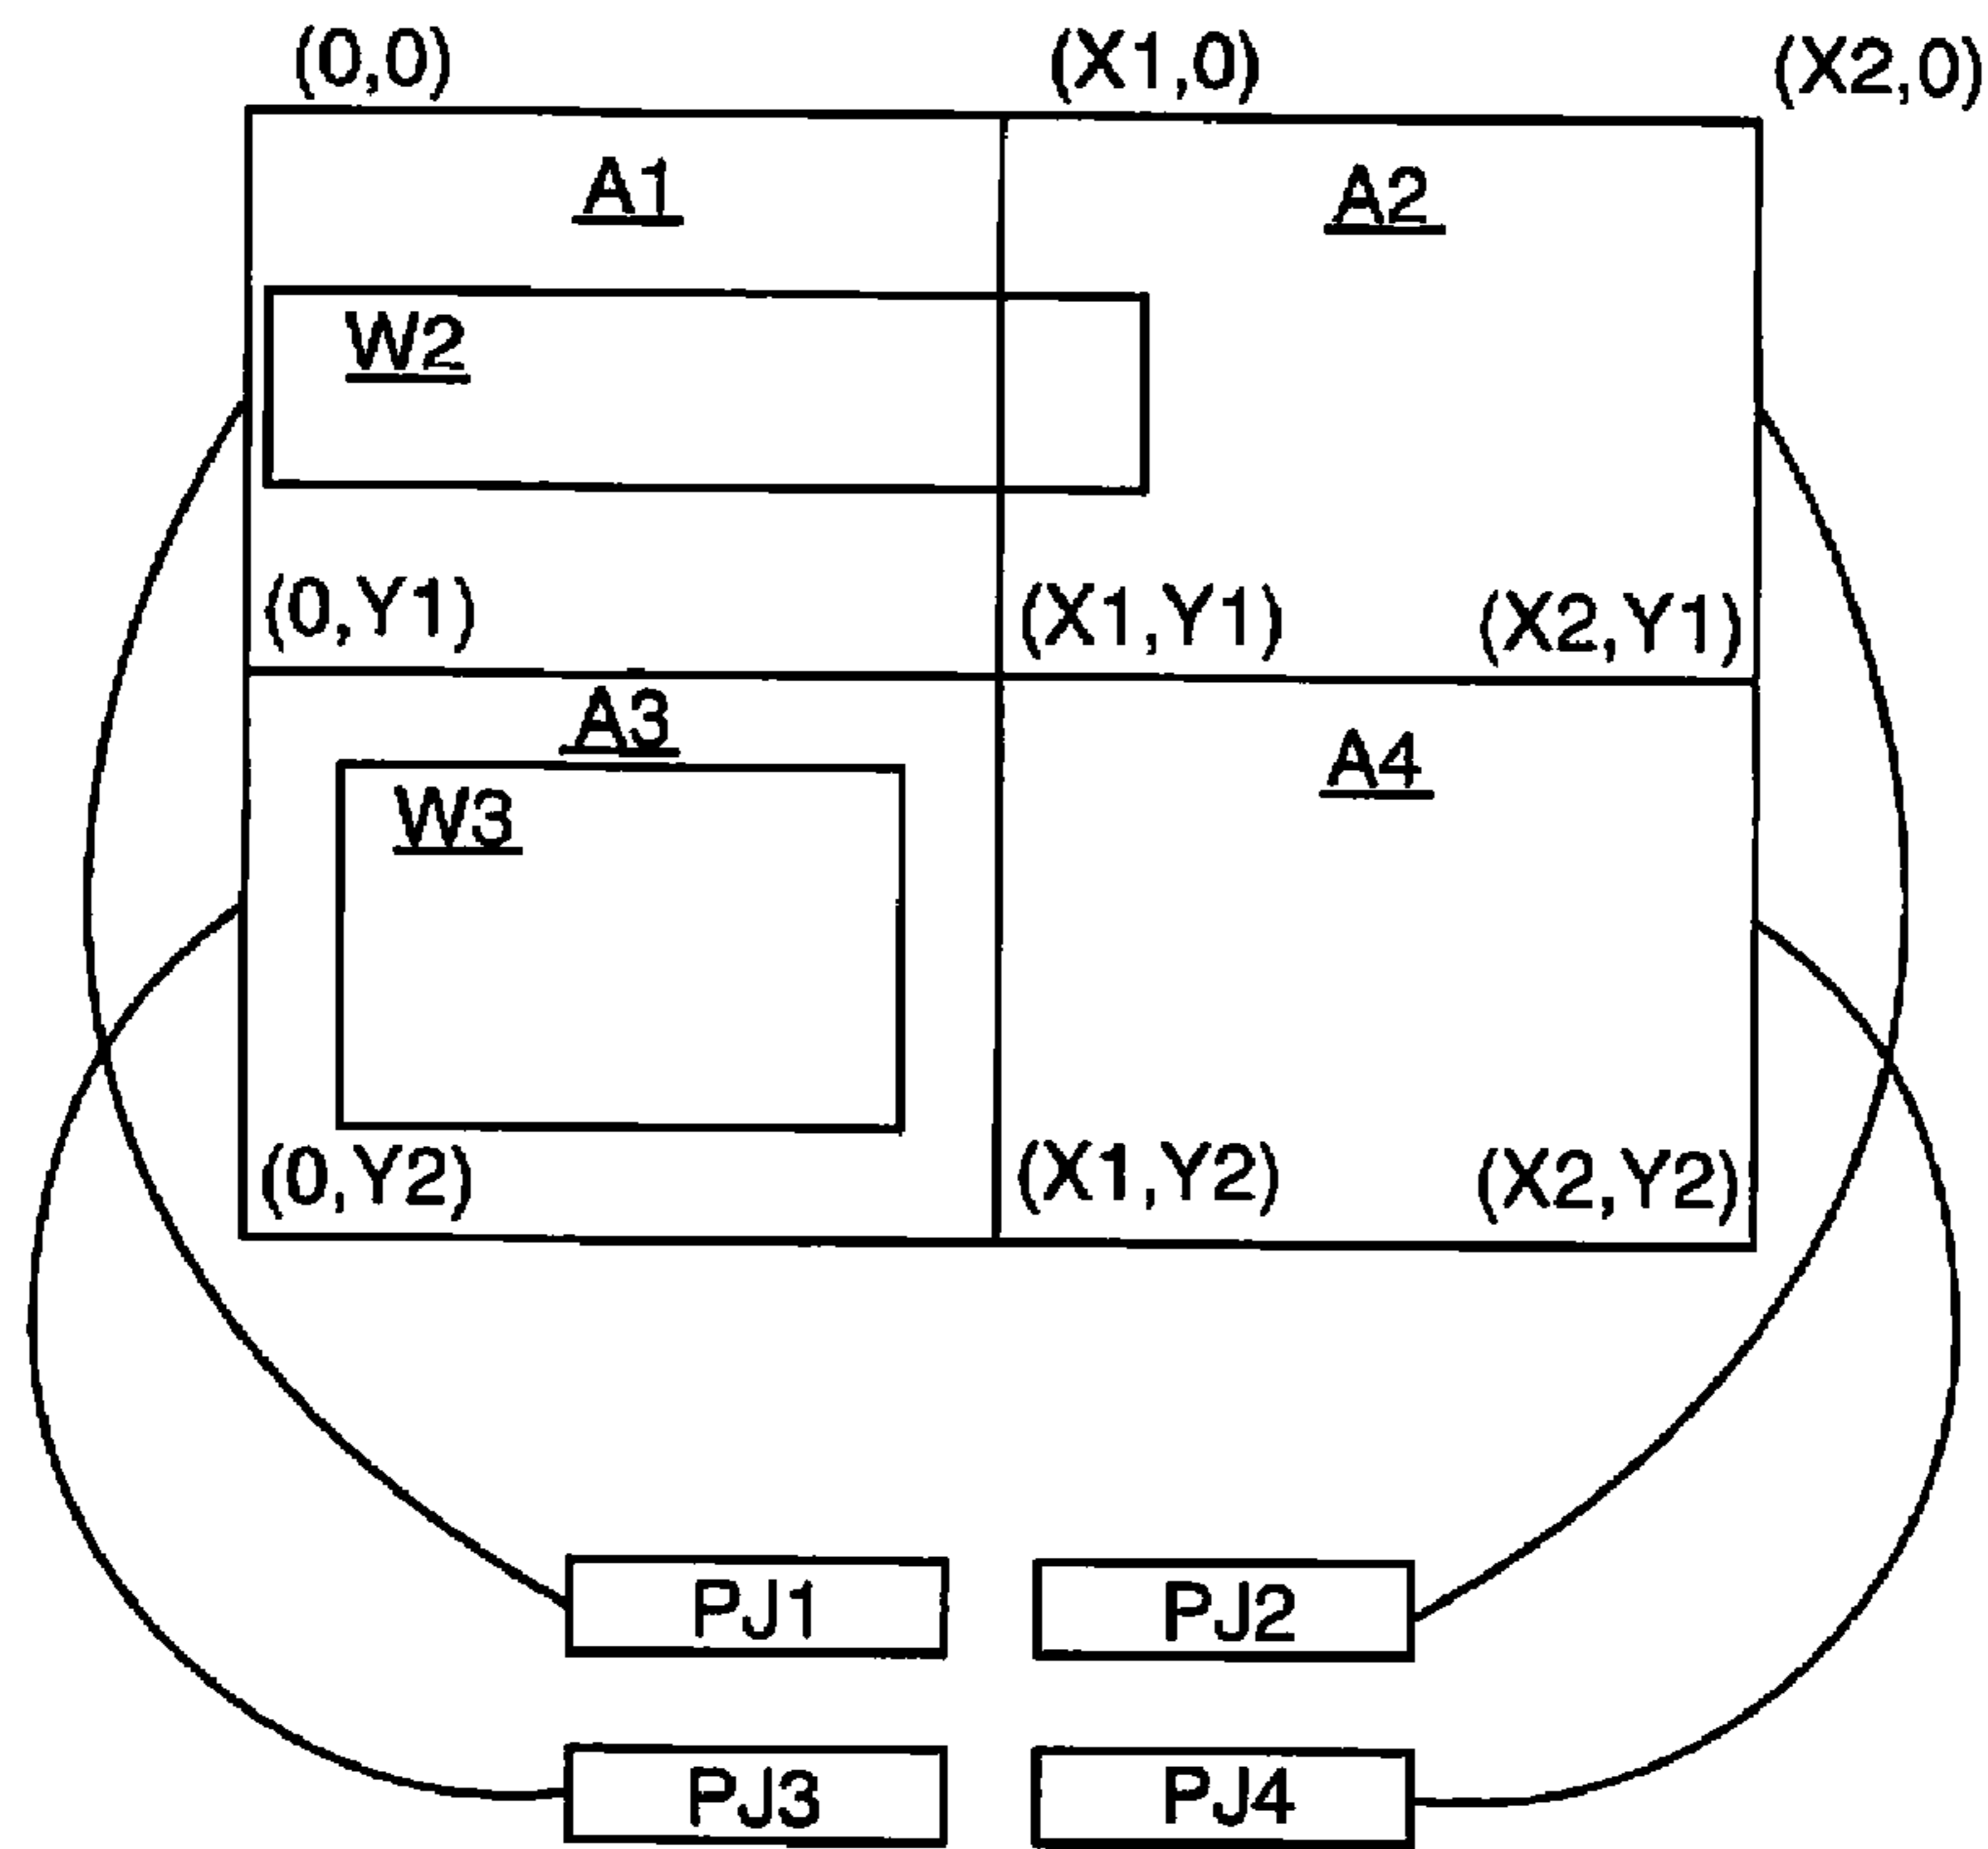 (0,0) (X1,0) (X2,0)
A1 A2
W2
(0,Y1) (X1,Y1) (X2,Y1)
A3 A4
W3
(0,Y2) (X1,Y2) (X2,Y2)
PJ1 PJ2
PJ3 PJ4